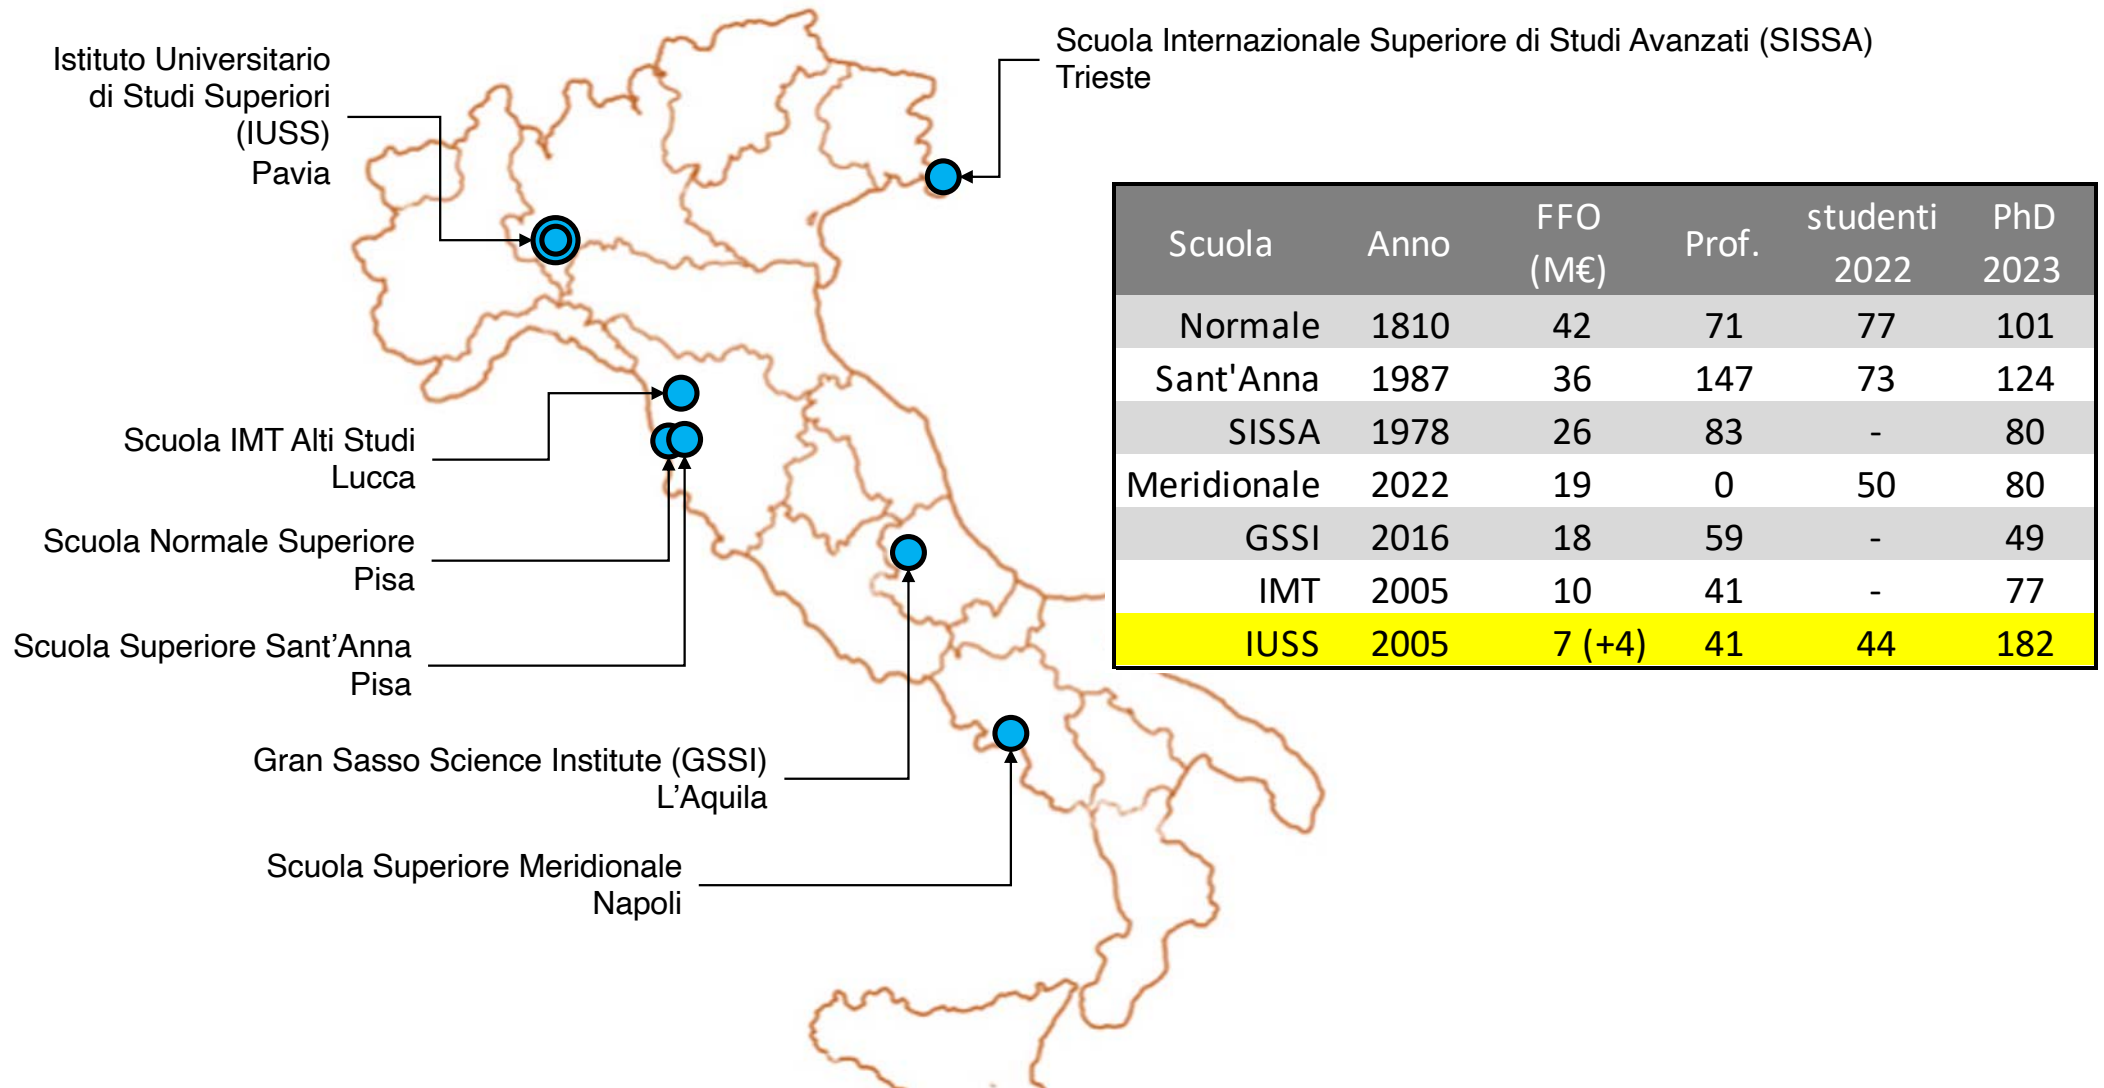 Istituto Universitario
di Studi Superiori
(IUSS)
Pavia
Scuola Internazionale Superiore di Studi Avanzati (SISSA)
Trieste
Scuola IMT Alti Studi
Lucca
Scuola Normale Superiore
Pisa
Scuola Superiore Sant’Anna
Pisa
Gran Sasso Science Institute (GSSI)
L’Aquila
Scuola Superiore Meridionale
Napoli
Scuola Anno FFO (M€) Prof. studenti 2022 PhD 2023
Normale 1810 42 71 77 101
Sant'Anna 1987 36 147 73 124
SISSA 1978 26 83 - 80
Meridionale 2022 19 0 50 80
GSSI 2016 18 59 - 49
IMT 2005 10 41 - 77
IUSS 2005 7 (+4) 41 44 182